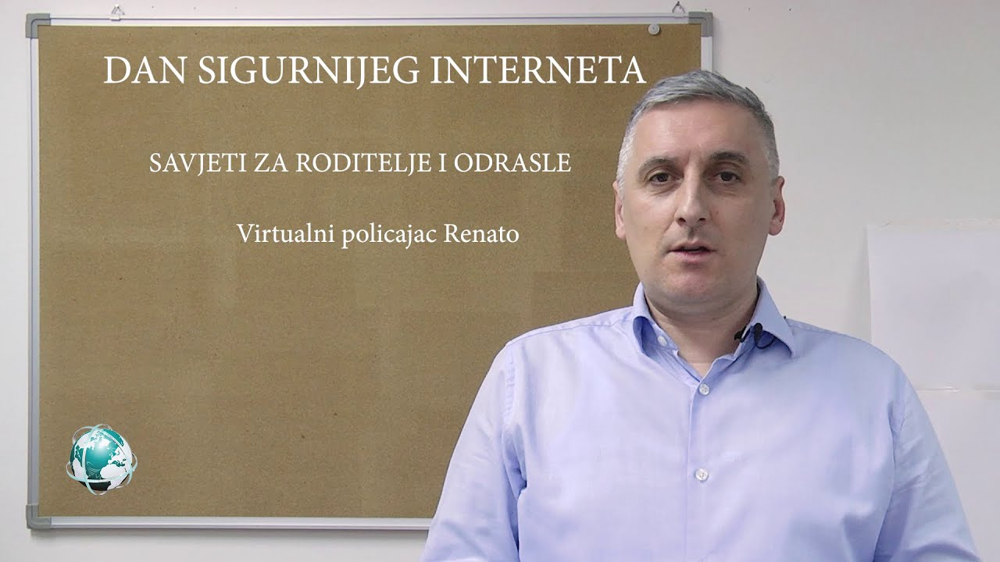 DAN SIGURNIJEG INTERNETA
SAVJETI ZA RODITELJE I ODRASLE
Virtualni policajac Renato